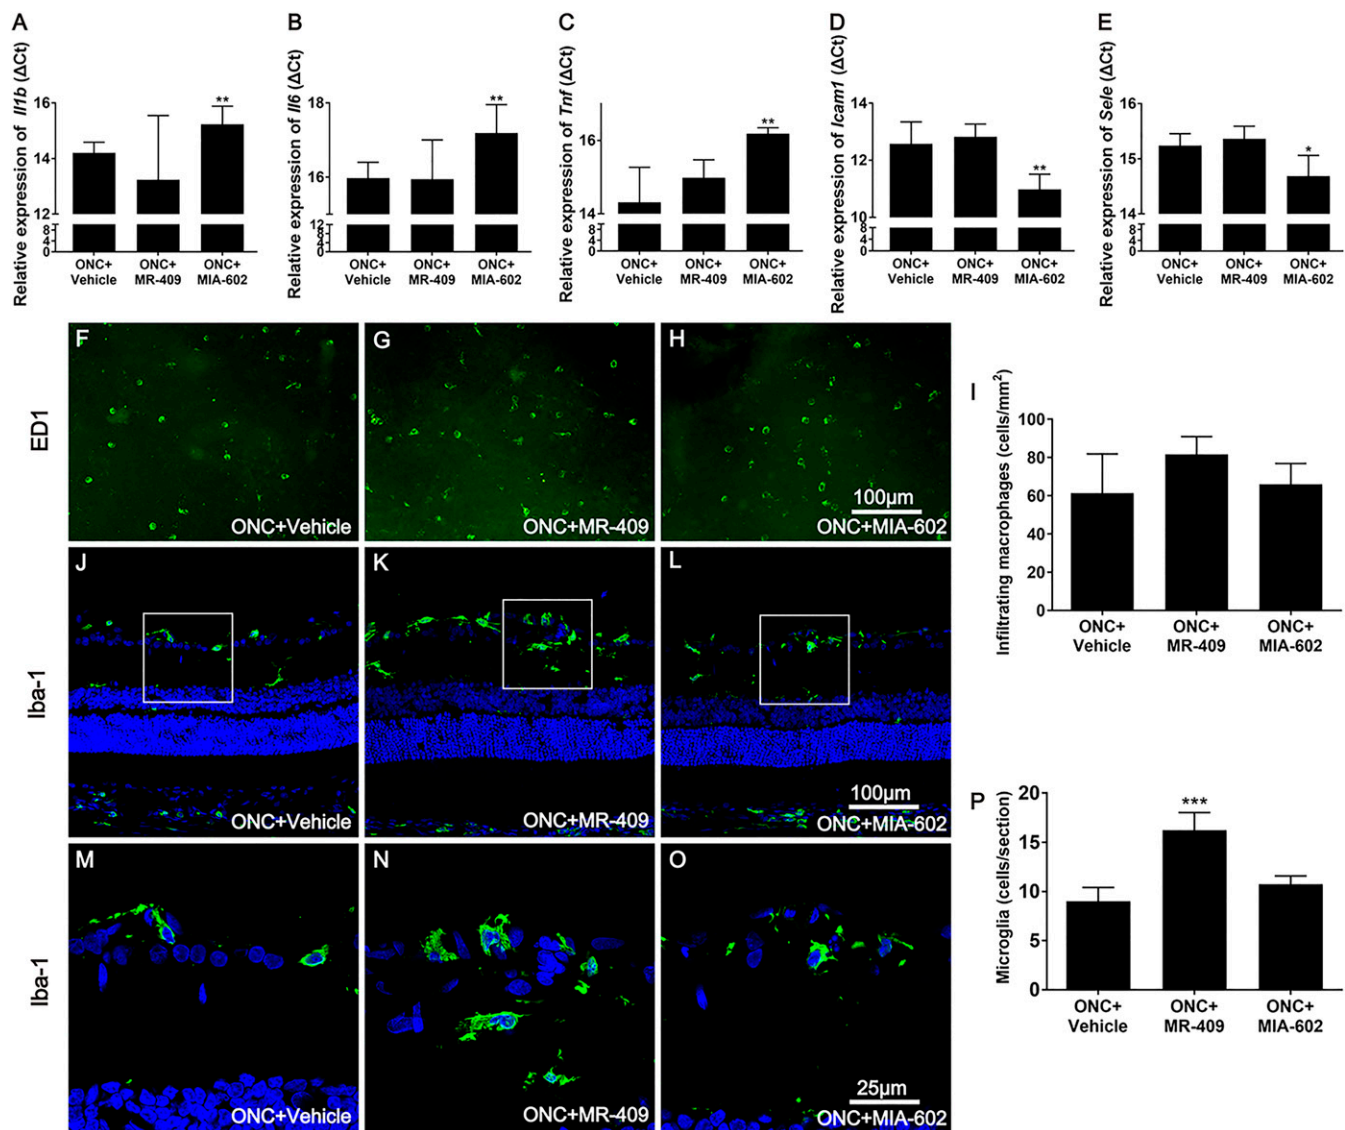 A
Relative expression of Il1b (ΔCt)
16
14
12
8
4
0
**
ONC+ Vehicle
ONC+ MR-409
ONC+ MIA-602
B
Relative expression of Il6 (ΔCt)
18
16
12
8
4
0
**
ONC+ Vehicle
ONC+ MR-409
ONC+ MIA-602
C
Relative expression of Tnf (ΔCt)
16
14
8
4
0
**
ONC+ Vehicle
ONC+ MR-409
ONC+ MIA-602
D
Relative expression of Icam1 (ΔCt)
14
12
10
8
4
0
**
ONC+ Vehicle
ONC+ MR-409
ONC+ MIA-602
E
Relative expression of Sele (ΔCt)
16
15
14
8
4
0
*
ONC+ Vehicle
ONC+ MR-409
ONC+ MIA-602
ED1
F
ONC+Vehicle
G
ONC+MR-409
H
100μm
ONC+MIA-602
I
Infiltrating macrophages (cells/mm²)
100
80
60
40
20
0
ONC+ Vehicle
ONC+ MR-409
ONC+ MIA-602
Iba-1
J
ONC+Vehicle
K
ONC+MR-409
L
100μm
ONC+MIA-602
Iba-1
M
ONC+Vehicle
N
ONC+MR-409
O
25μm
ONC+MIA-602
P
Microglia (cells/section)
20
15
10
5
0
***
ONC+ Vehicle
ONC+ MR-409
ONC+ MIA-602